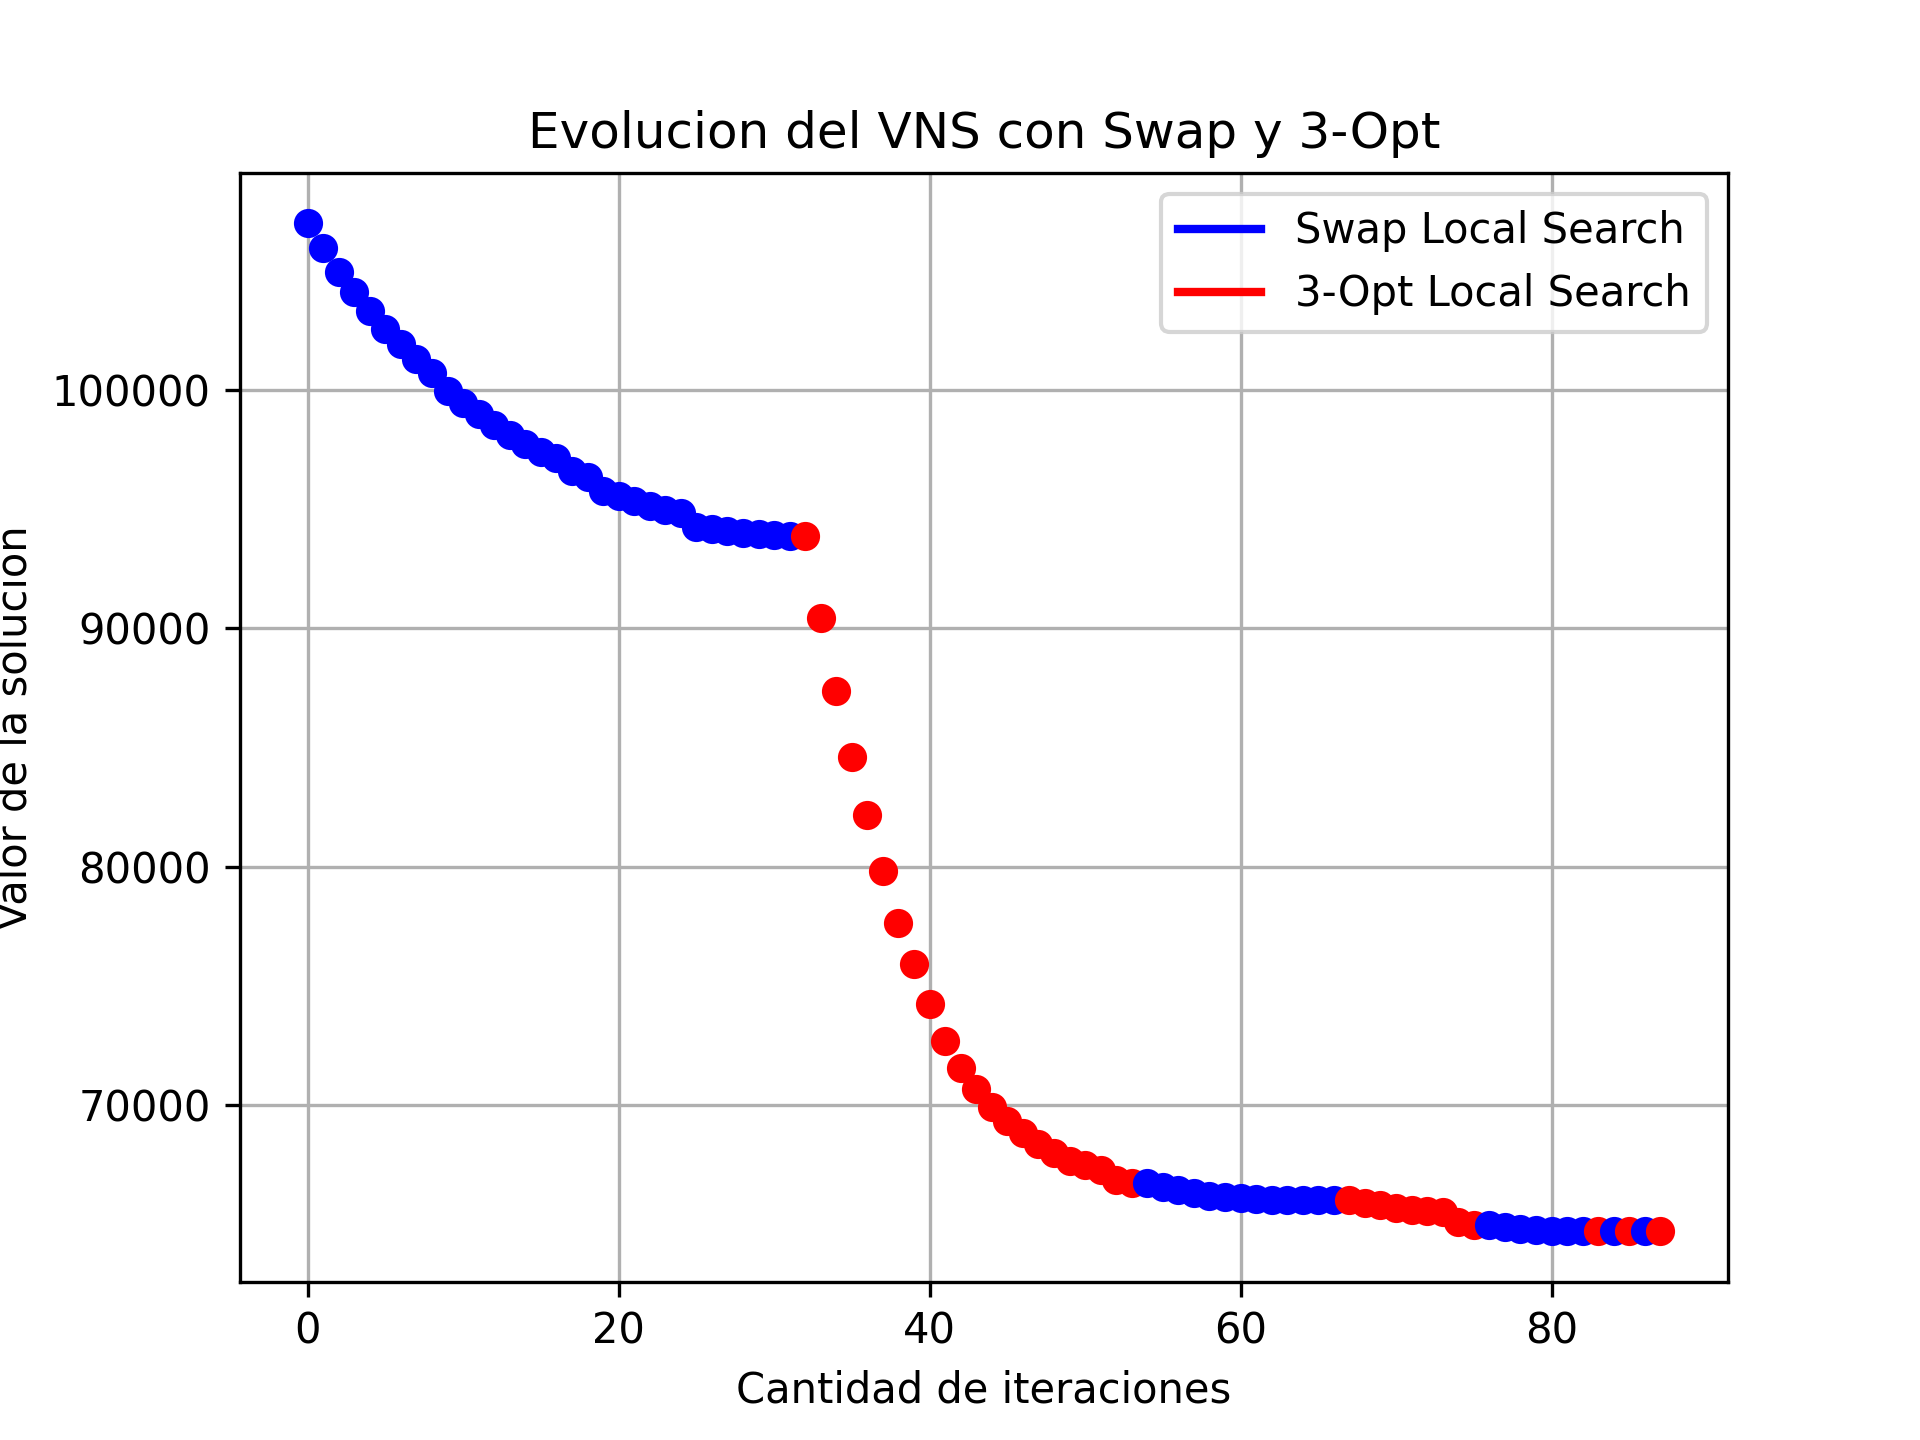 Evolucion del VNS con Swap y 3-Opt
Swap Local Search
3-Opt Local Search
Valor de la solucion
100000
90000
80000
70000
0 20 40 60 80
Cantidad de iteraciones